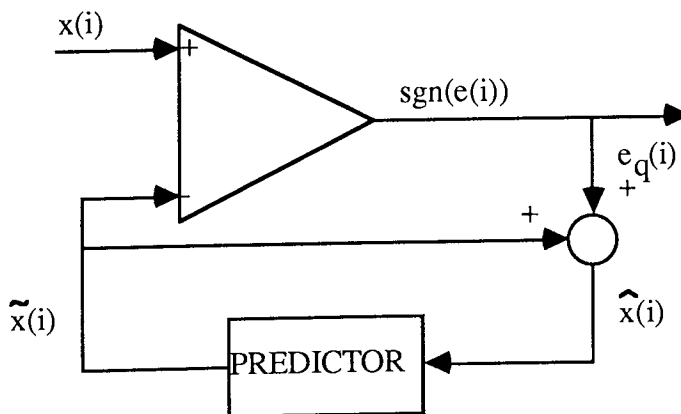 x(i)
+
sgn(e(i))
e_q(i)
+
-
+
x̃(i)
x̂(i)
PREDICTOR